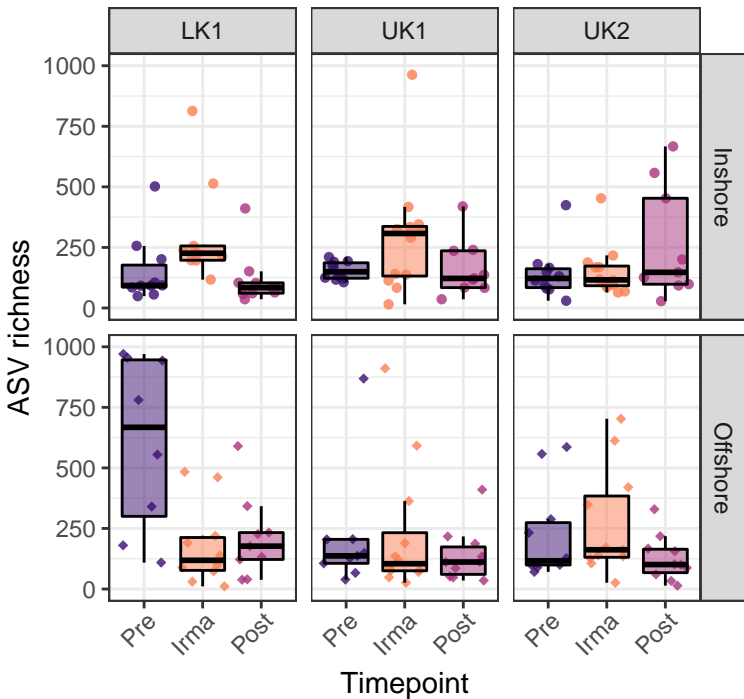 LK1 UK1 UK2
ASV richness
1000
750
500
250
0
Inshore
1000
750
500
250
0
Offshore
Pre Irma Post Pre Irma Post Pre Irma Post
Timepoint